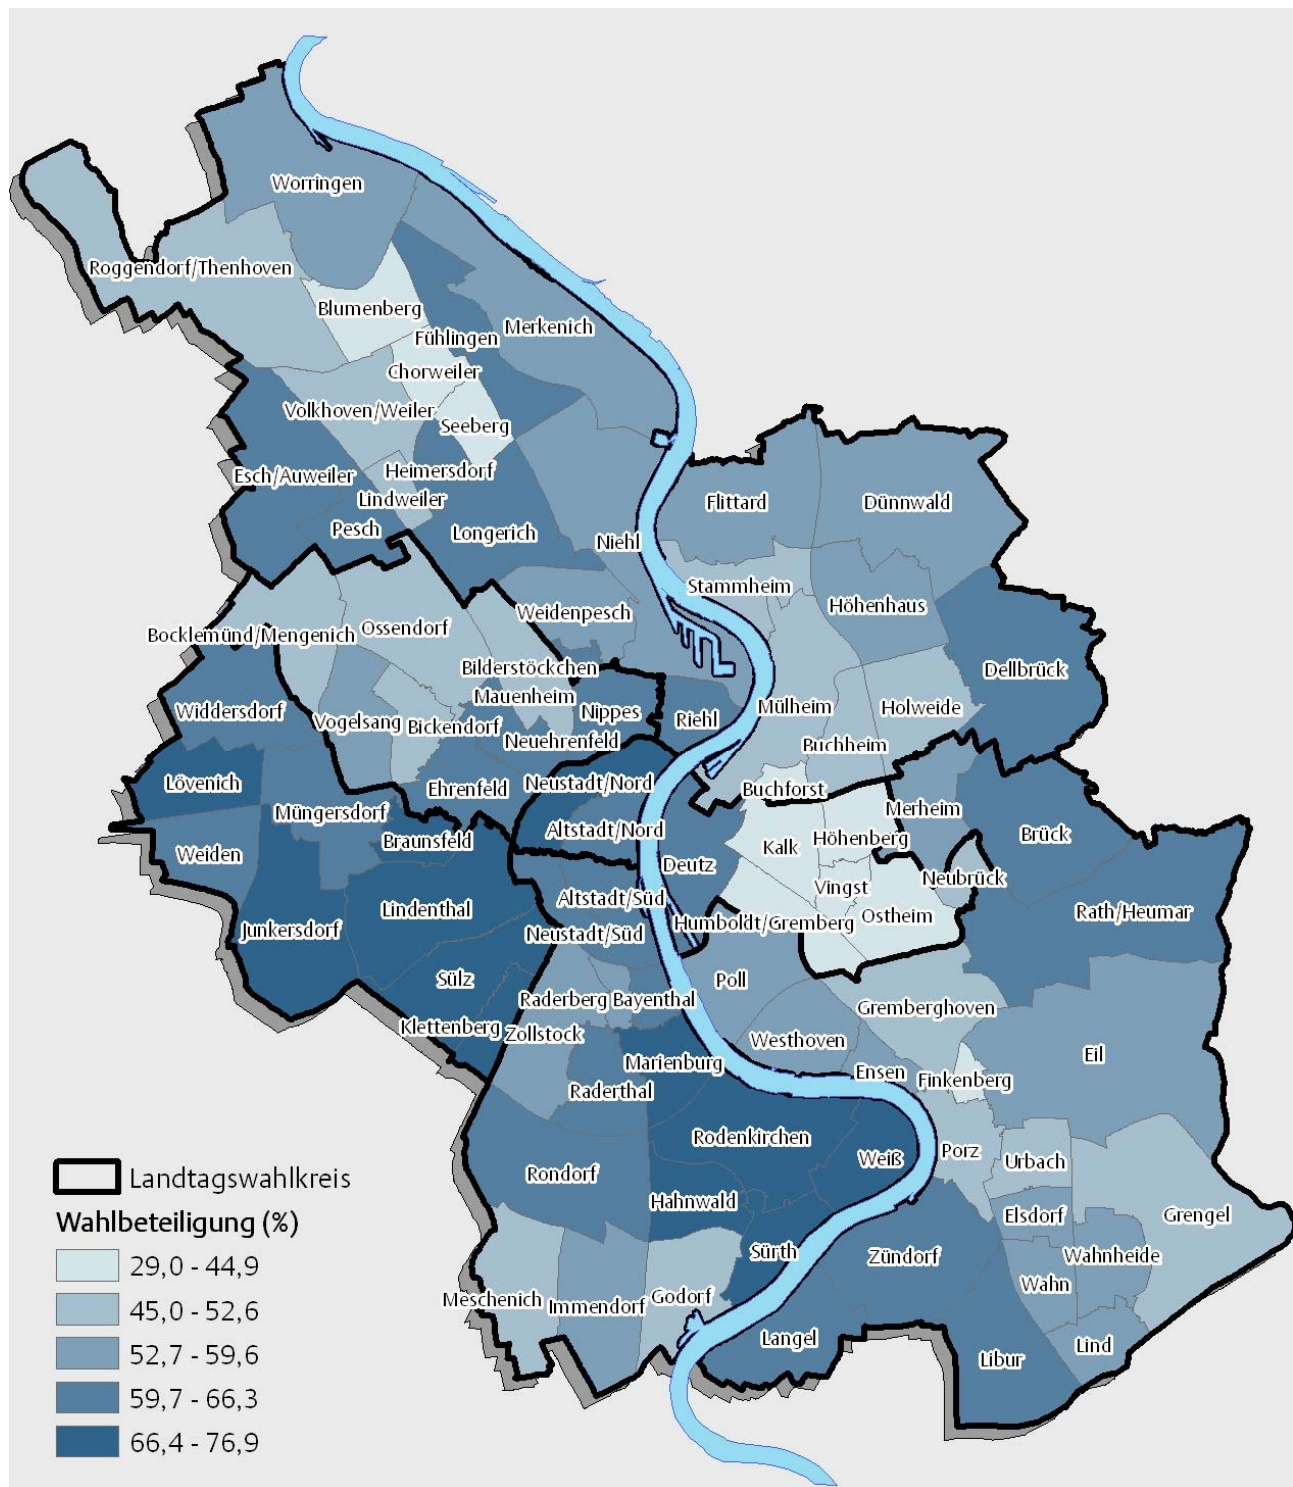 Worringen
Roggendorf/Thenhoven
Blumenberg
Merkenich
Fühlingen
Chorweiler
Volkhoven/Weiler
Seeberg
Heimersdorf
Esch/Auweiler
Lindweiler
Flittard
Dünnwald
Pesch
Longerich
Niehl
Stammheim
Höhenhaus
Weidenpesch
Ossendorf
Bocklemünd/Mengenich
Bilderstöckchen
Dellbrück
Mauenheim
Mülheim
Holweide
Widdersdorf
Nippes
Riehl
Vogelsang
Bickendorf
Neuehrenfeld
Buchheim
Lövenich
Neustadt/Nord
Ehrenfeld
Buchforst
Merheim
Müngersdorf
Altstadt/Nord
Brück
Braunsfeld
Höhenberg
Kalk
Weiden
Deutz
Neubrück
Vingst
Altstadt/Süd
Lindenthal
Rath/Heumar
Ostheim
Humboldt/Gremberg
Junkersdorf
Neustadt/Süd
Sülz
Poll
Raderberg
Bayenthal
Gremberghoven
Klettenberg
Zollstock
Westhoven
Eil
Marienburg
Ensen
Finkenberg
Raderthal
Rodenkirchen
Porz
Weiß
Urbach
Rondorf
Hahnwald
Elsdorf
Grengel
Sürth
Zündorf
Wahnheide
Wahn
Meschenich
Immendorf
Godorf
Langel
Lind
Libur
Landtagswahlkreis
Wahlbeteiligung (%)
29,0 - 44,9
45,0 - 52,6
52,7 - 59,6
59,7 - 66,3
66,4 - 76,9